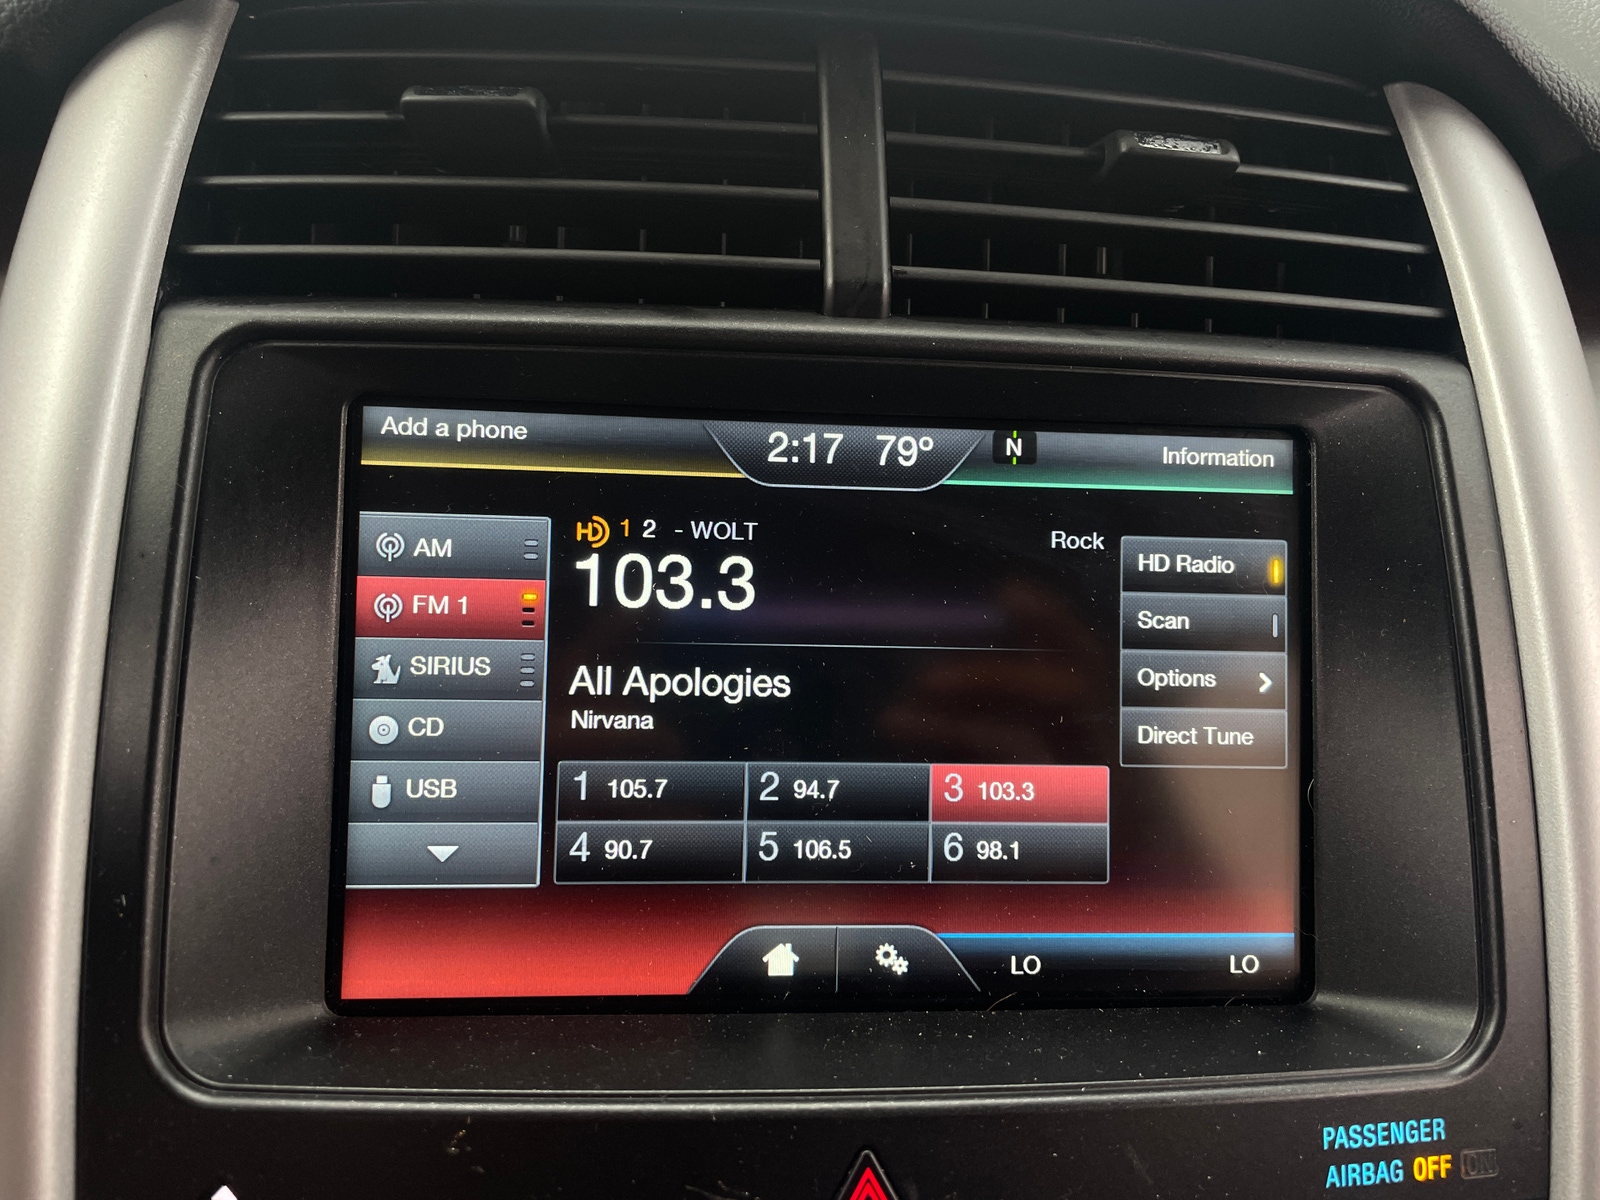 Add a phone
2:17 79°
N
Information
AM
FM 1
SIRIUS
CD
USB
HD 1 2 - WOLT
Rock
103.3
All Apologies
Nirvana
1 105.7
2 94.7
3 103.3
4 90.7
5 106.5
6 98.1
HD Radio
Scan
Options
Direct Tune
LO
LO
PASSENGER
AIRBAG OFF ON